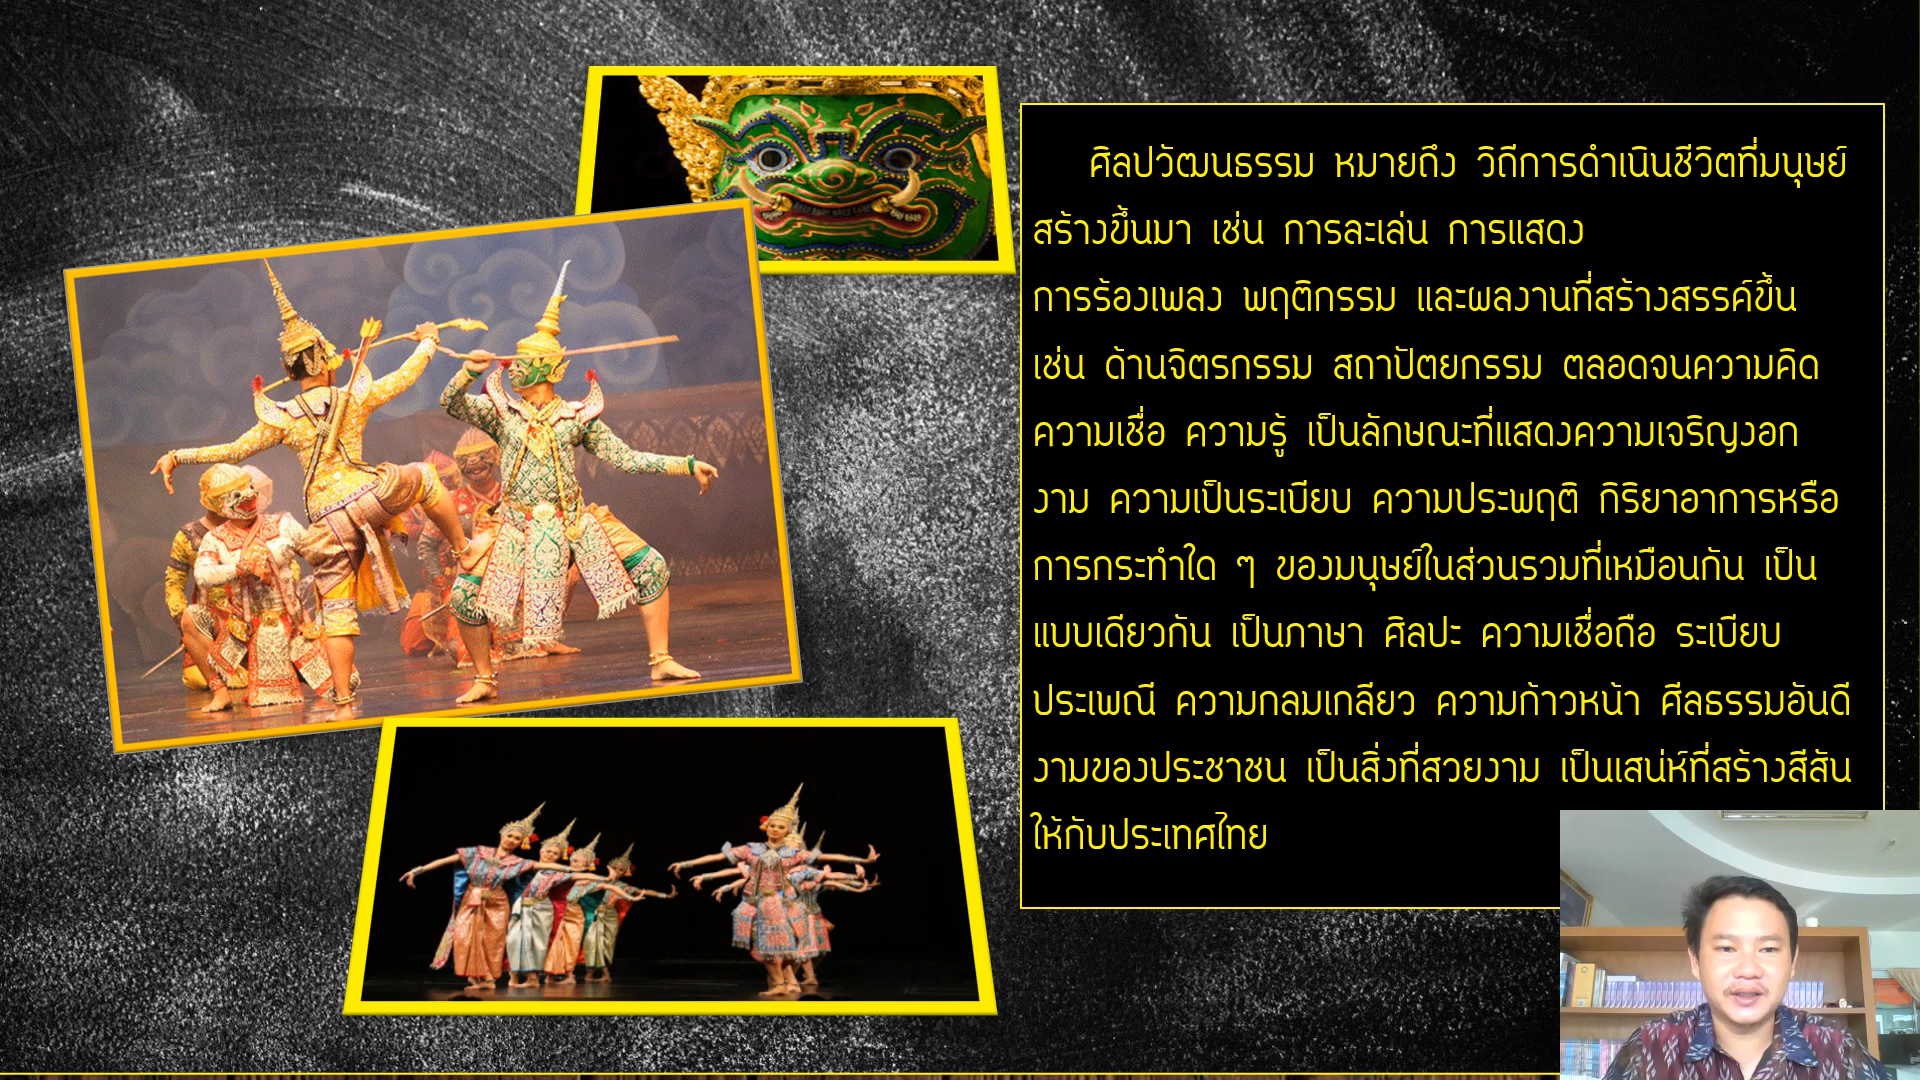 ศิลปวัฒนธรรม หมายถึง วิถีการดำเนินชีวิตที่มนุษย์
สร้างขึ้นมา เช่น การละเล่น การแสดง
การร้องเพลง พฤติกรรม และผลงานที่สร้างสรรค์ขึ้น
เช่น ด้านจิตรกรรม สถาปัตยกรรม ตลอดจนความคิด
ความเชื่อ ความรู้ เป็นลักษณะที่แสดงความเจริญงอก
งาม ความเป็นระเบียบ ความประพฤติ กิริยาอาการหรือ
การกระทำใด ๆ ของมนุษย์ในส่วนรวมที่เหมือนกัน เป็น
แบบเดียวกัน เป็นภาษา ศิลปะ ความเชื่อถือ ระเบียบ
ประเพณี ความกลมเกลียว ความก้าวหน้า ศีลธรรมอันดี
งามของประชาชน เป็นสิ่งที่สวยงาม เป็นเสน่ห์ที่สร้างสีสัน
ให้กับประเทศไทย